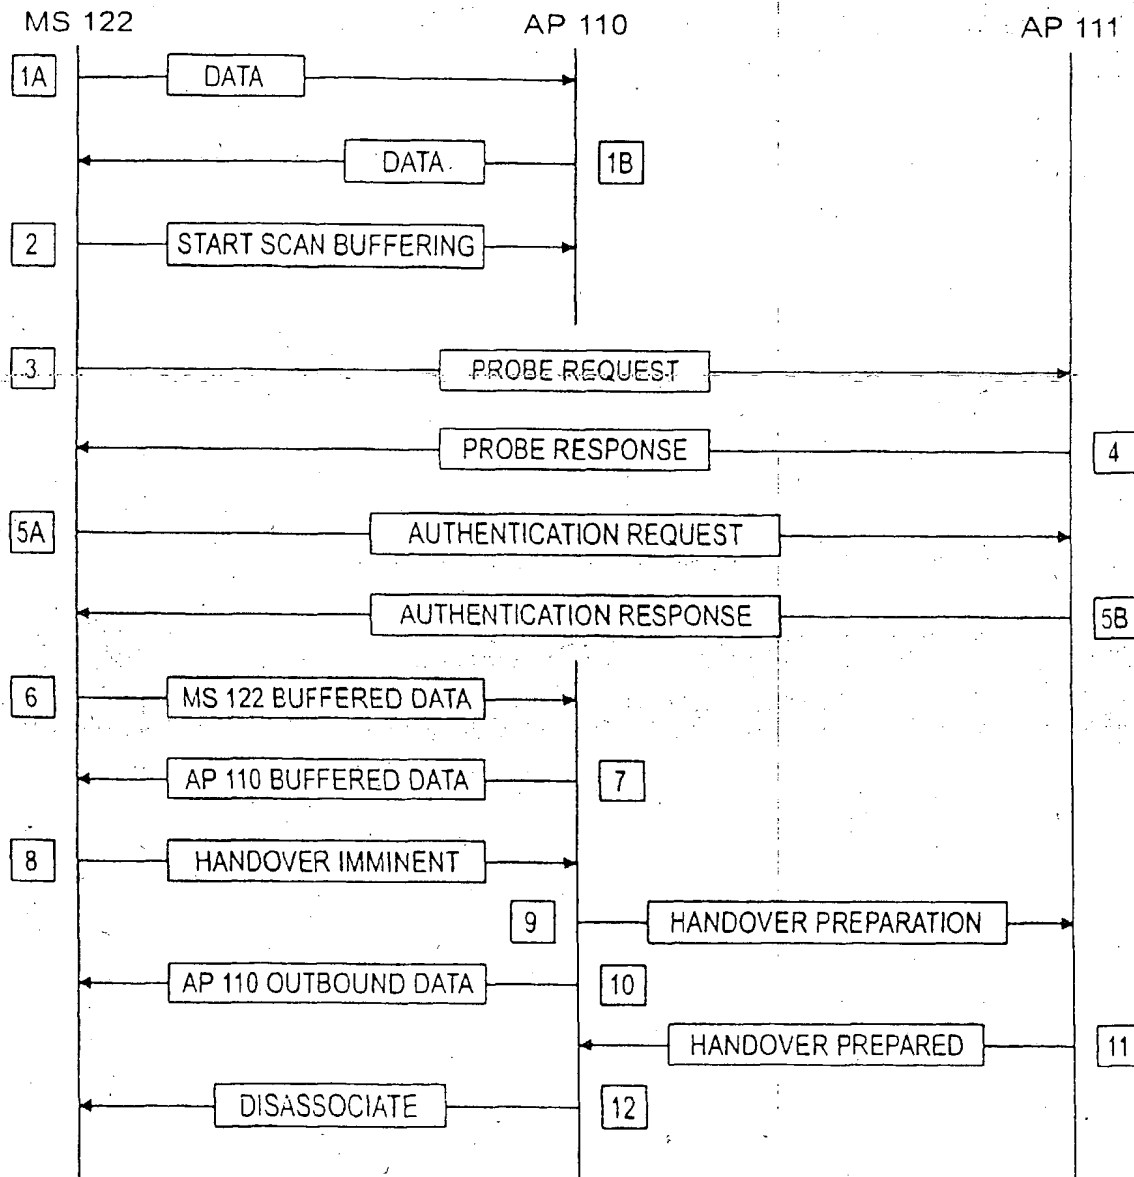 MS 122 AP 110 AP 111
1A DATA
DATA 1B
2 START SCAN BUFFERING
3 PROBE REQUEST
PROBE RESPONSE 4
5A AUTHENTICATION REQUEST
AUTHENTICATION RESPONSE 5B
6 MS 122 BUFFERED DATA
AP 110 BUFFERED DATA 7
8 HANDOVER IMMINENT
9 HANDOVER PREPARATION
AP 110 OUTBOUND DATA 10
HANDOVER PREPARED 11
DISASSOCIATE 12